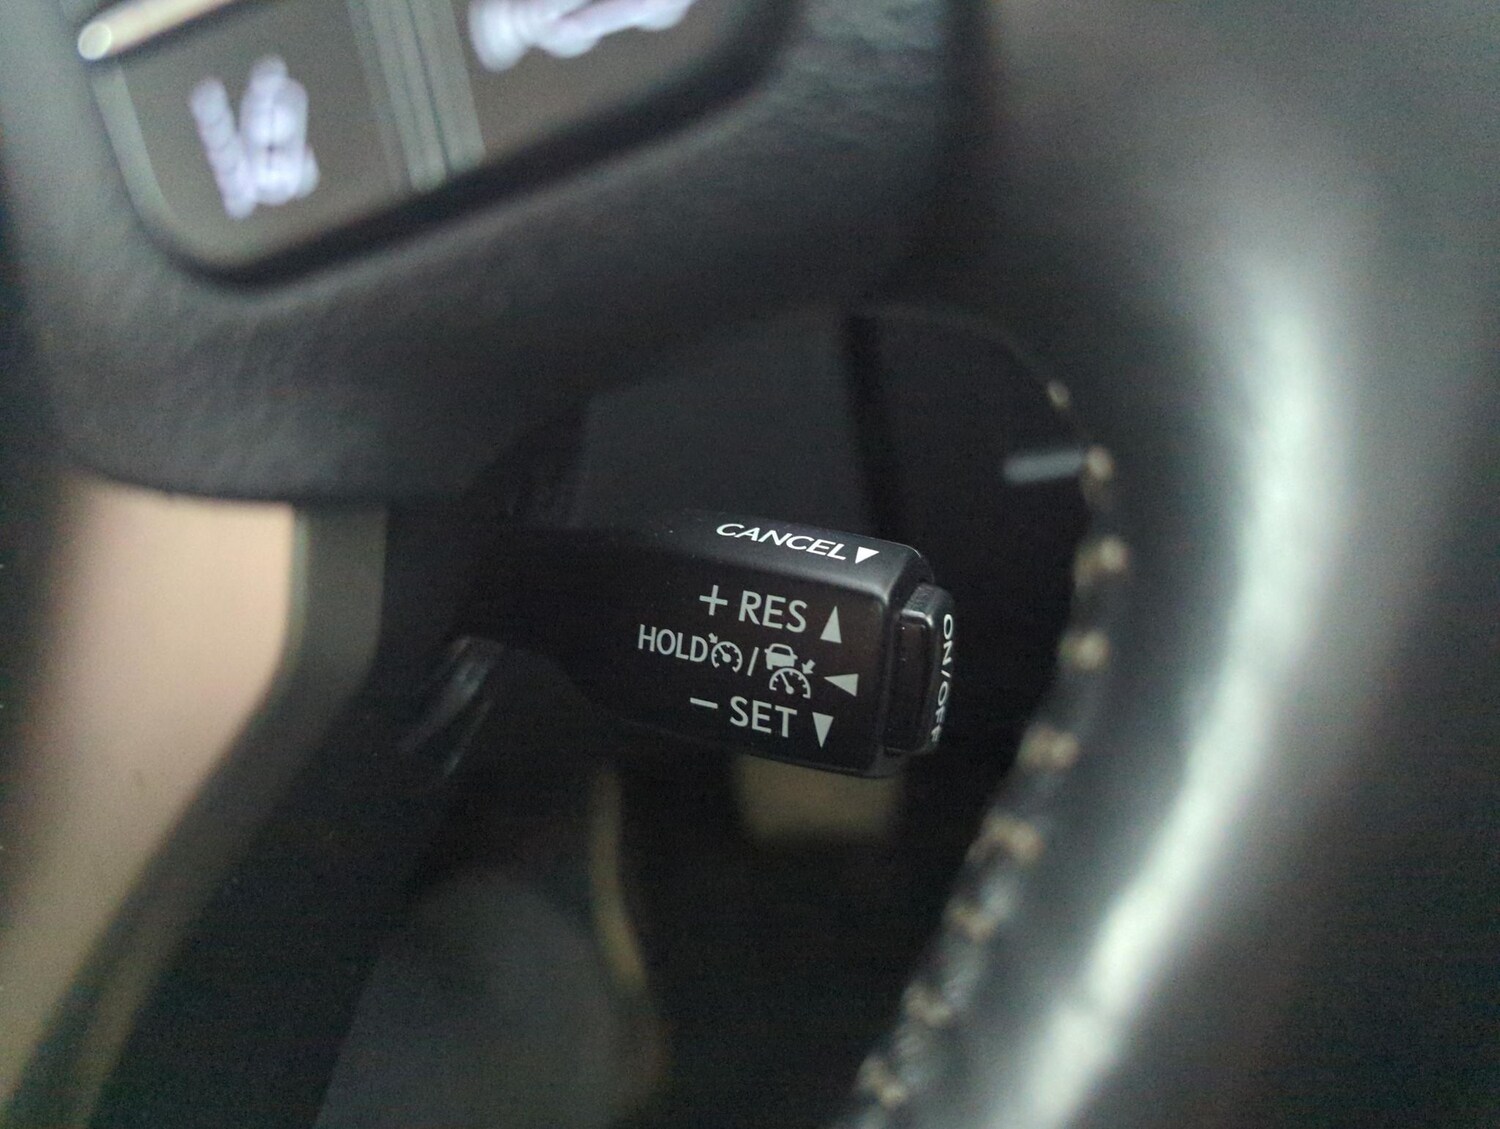 CANCEL
+ RES
HOLD /
- SET
ON/OFF